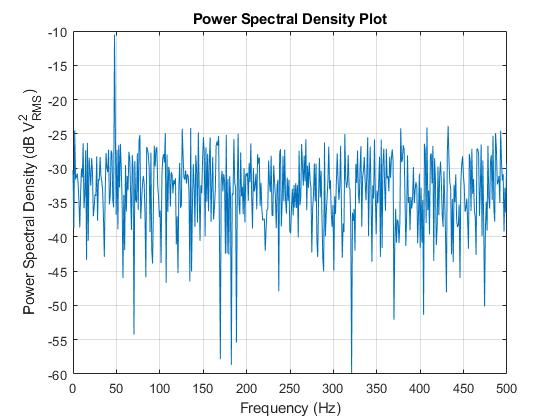 Power Spectral Density Plot
Power Spectral Density (dB V²RMS)
-10
-15
-20
-25
-30
-35
-40
-45
-50
-55
-60
0 50 100 150 200 250 300 350 400 450 500
Frequency (Hz)